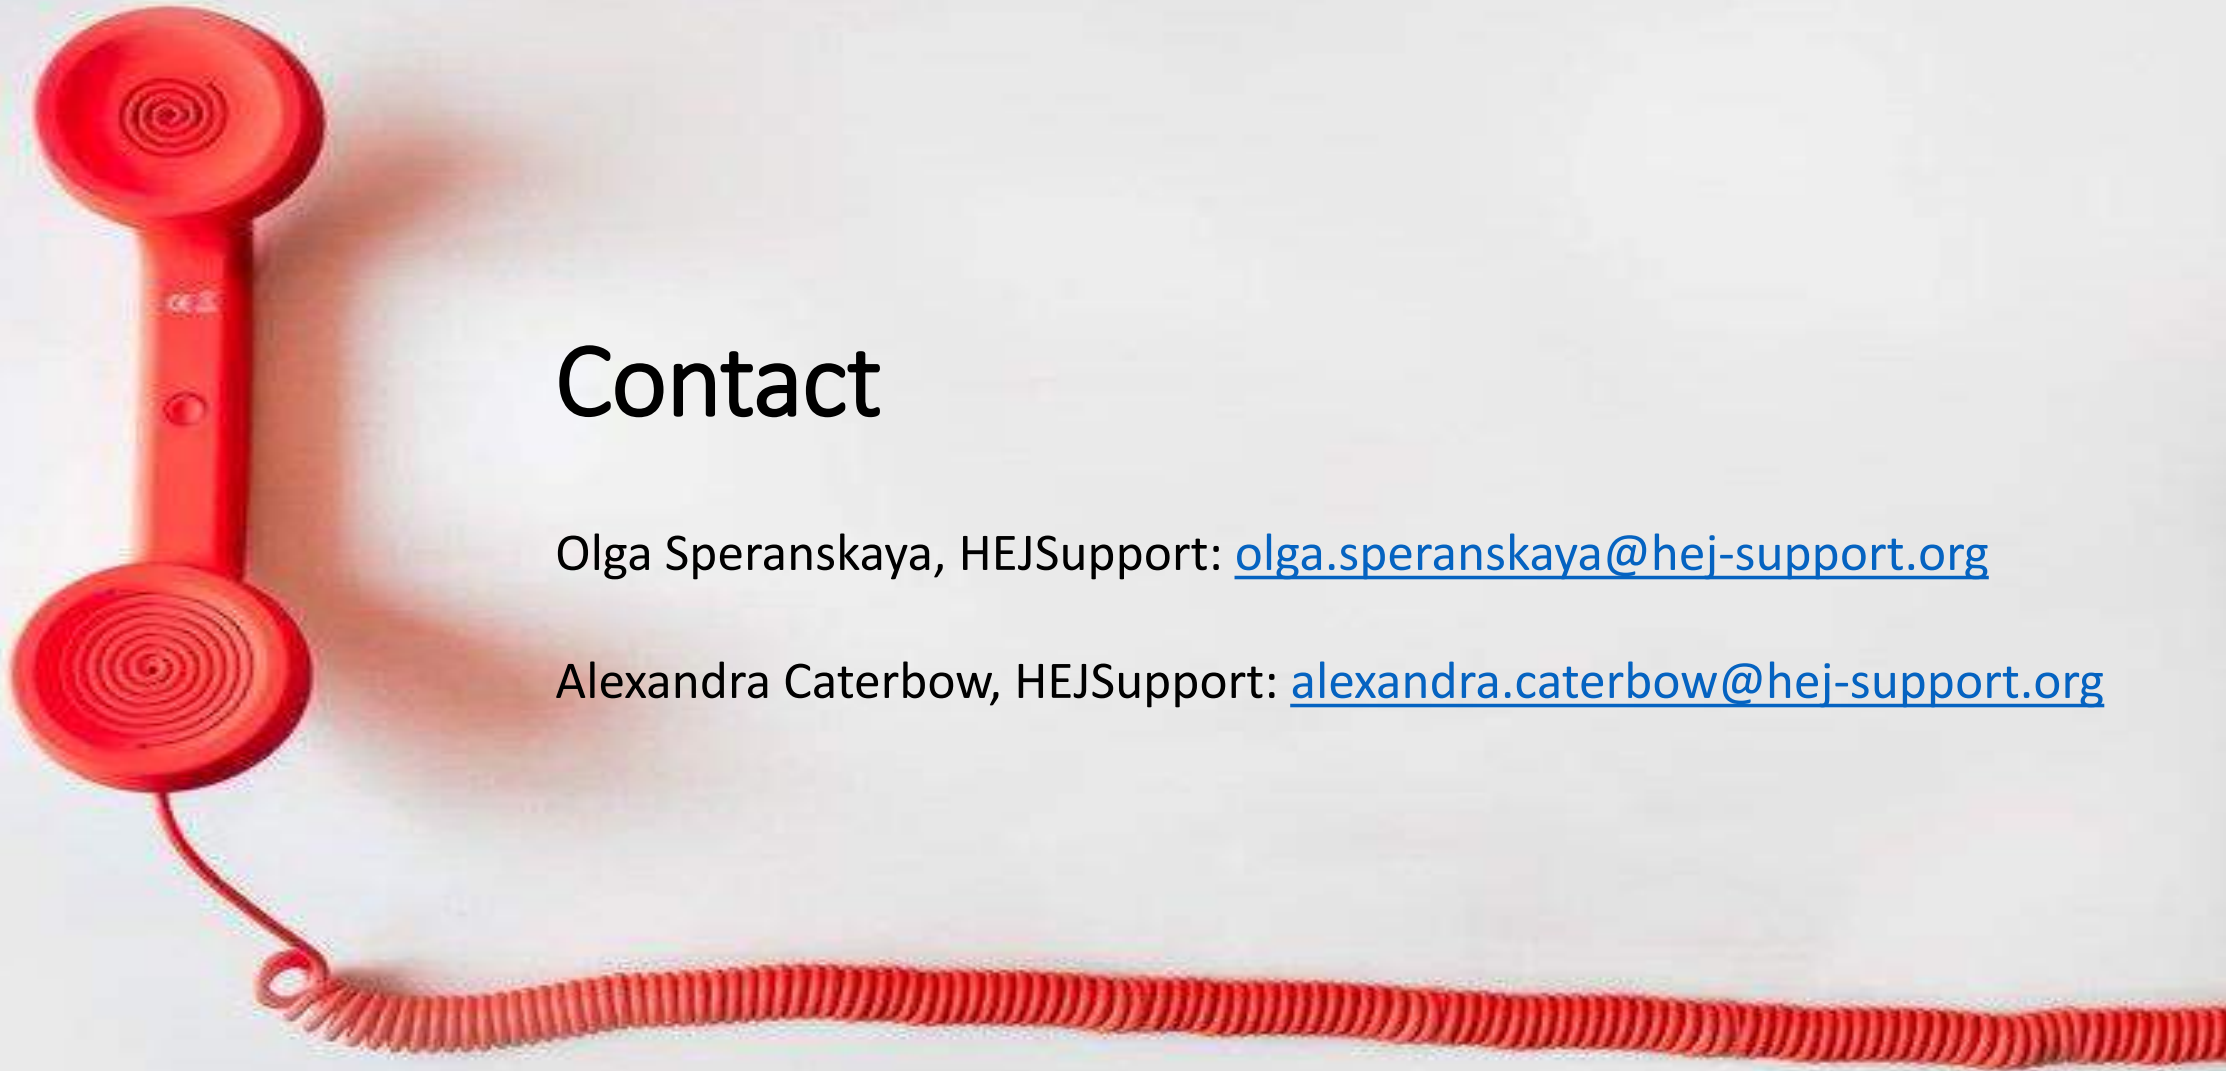 Contact
Olga Speranskaya, HEJSupport: olga.speranskaya@hej-support.org
Alexandra Caterbow, HEJSupport: alexandra.caterbow@hej-support.org